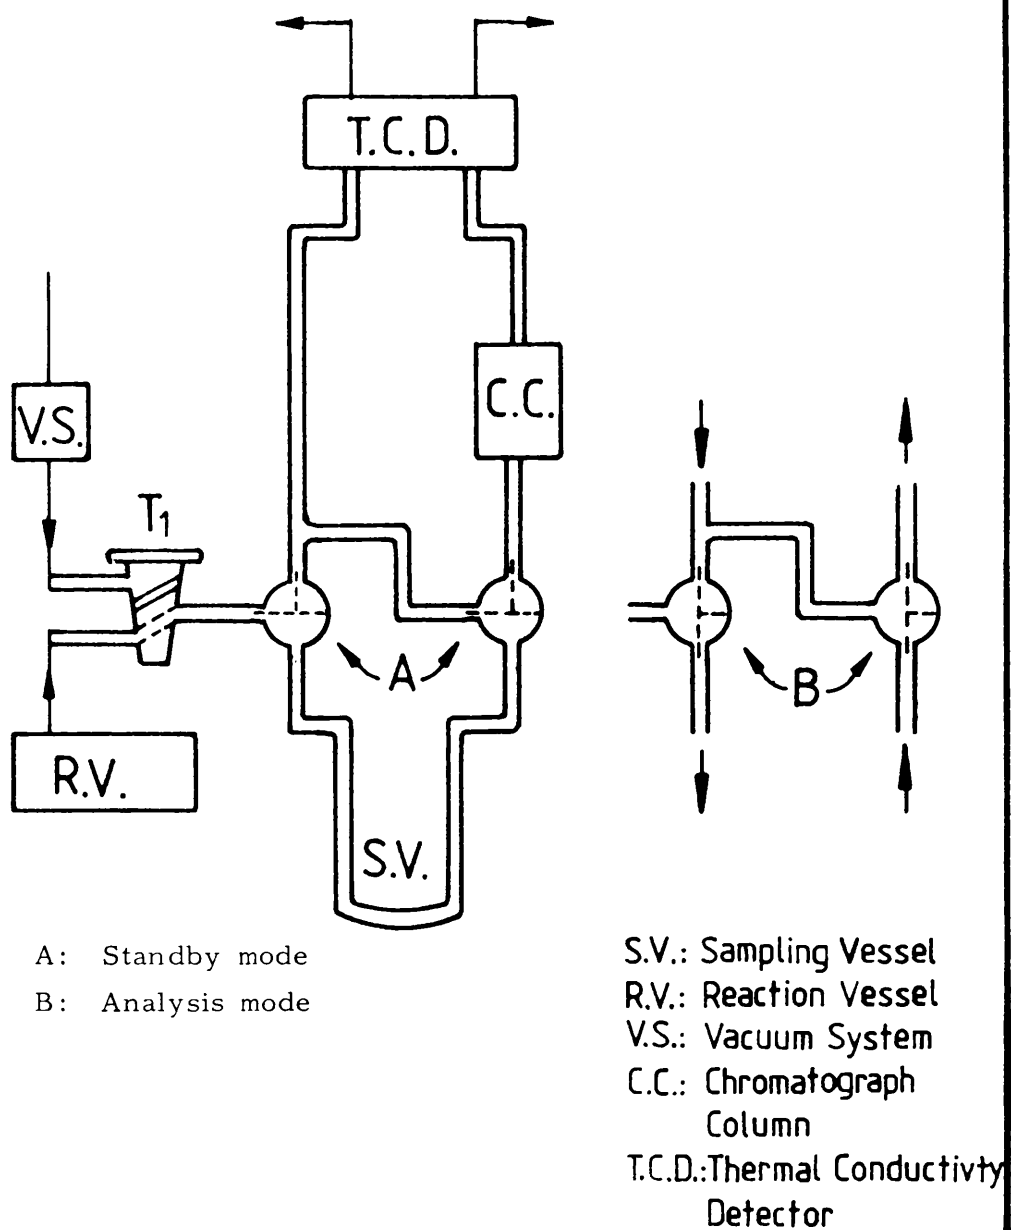 T.C.D.
C.C.
V.S.
T1
A
B
R.V.
S.V.
A: Standby mode
B: Analysis mode
S.V.: Sampling Vessel
R.V.: Reaction Vessel
V.S.: Vacuum System
C.C.: Chromatograph
Column
T.C.D.:Thermal Conductivty
Detector